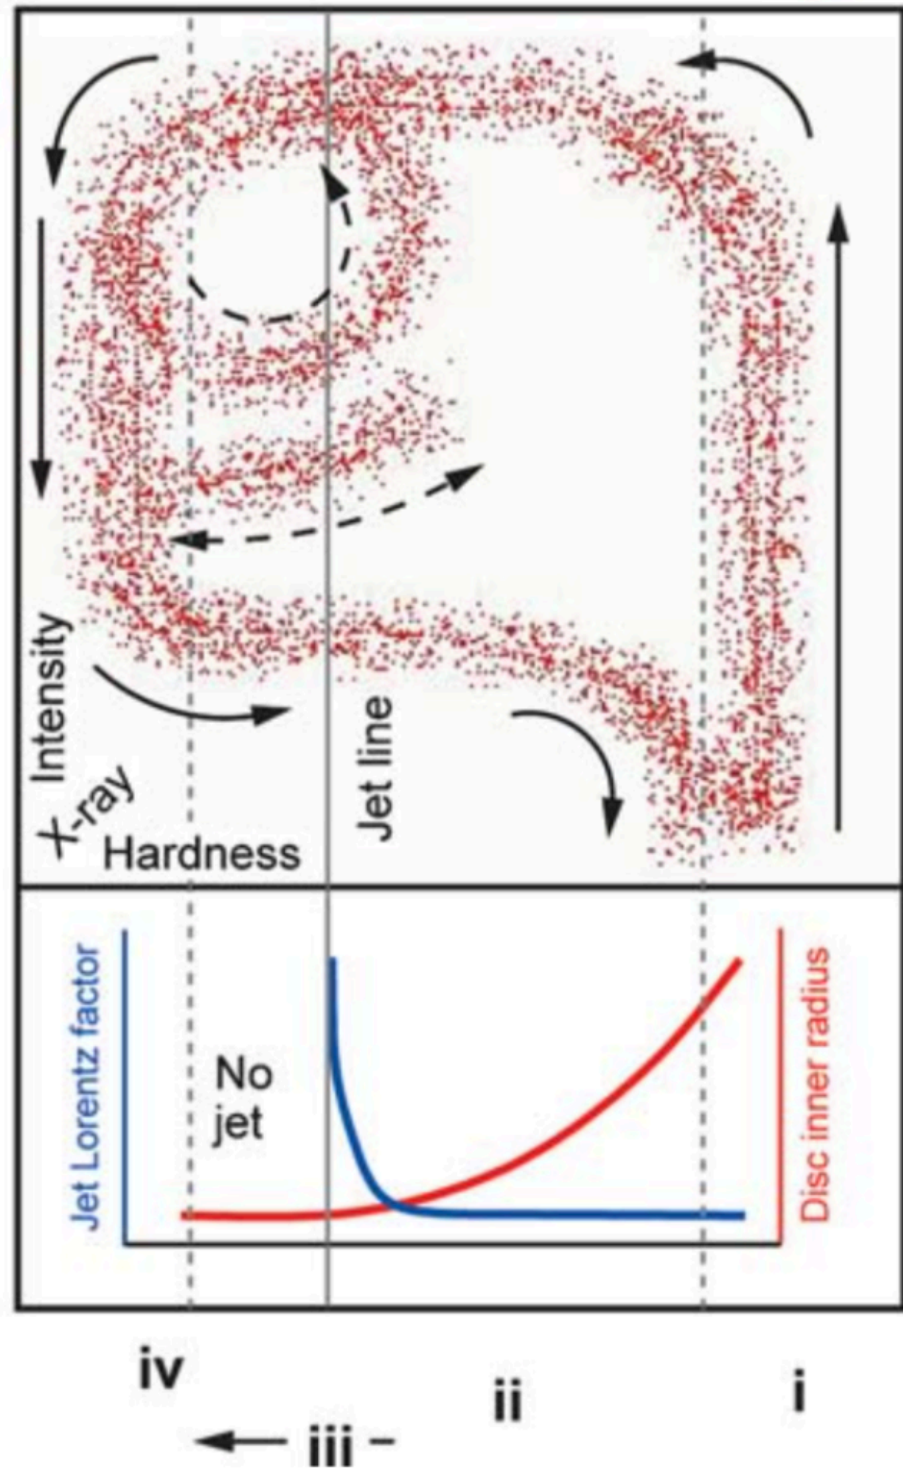 Intensity
X-ray
Hardness
Jet line
Jet Lorentz factor
No
jet
Disc inner radius
iv
iii
ii
i